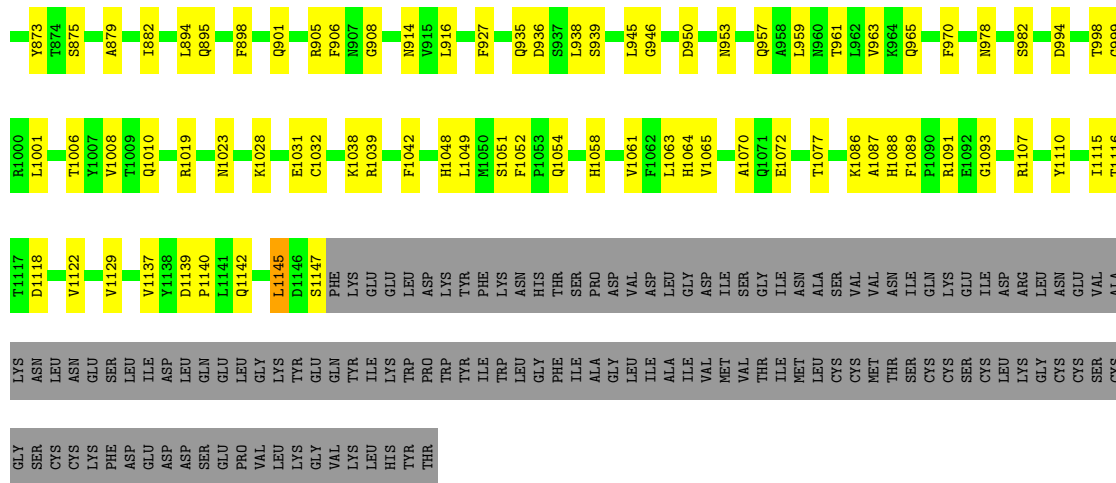 Y873 T874 S875 A879 I882 L894 Q895 F898 Q901 R905 F906 N907 G908 N914 V915 L916 F927 Q935 D936 S937 L938 S939 L945 G946 D950 N953 Q957 A958 L959 N960 T961 L962 V963 K964 Q965 F970 N978 S982 D994 T998
R1000 L1001 T1006 Y1007 V1008 T1009 Q1010 R1019 N1023 K1028 E1031 C1032 K1038 R1039 F1042 H1048 L1049 M1050 S1051 F1052 P1053 Q1054 H1058 V1061 F1062 L1063 H1064 V1065 A1070 Q1071 E1072 T1077 K1086 A1087 H1088 F1089 P1090 R1091 E1092 G1093 R1107 Y1110 I1115 T1116
T1117 D1118 V1122 V1129 V1137 Y1138 D1139 P1140 L1141 Q1142 L1145 D1146 S1147 PHE LYS GLU GLU LEU ASP LYS TYR PHE LYS ASN HIS THR SER PRO ASP VAL ASP LEU GLY ASP ILE SER GLY ILE ASN ALA SER VAL VAL ASN ILE GLN LYS GLU ILE ASP ARG LEU ASN GLU VAL ALA
LYS ASN LEU ASN GLU SER LEU ILE ASP LEU GLN GLU LEU GLY LYS TYR GLU GLN TYR ILE LYS TRP PRO TRP TYR ILE TRP LEU GLY PHE ILE ALA GLY LEU ILE ALA ILE VAL MET VAL THR ILE MET LEU CYS CYS MET THR SER CYS CYS SER CYS LEU LYS GLY CYS CYS SER CYS
GLY SER CYS CYS LYS PHE ASP GLU ASP ASP SER GLU PRO VAL LEU LYS GLY VAL LYS LEU HIS TYR THR